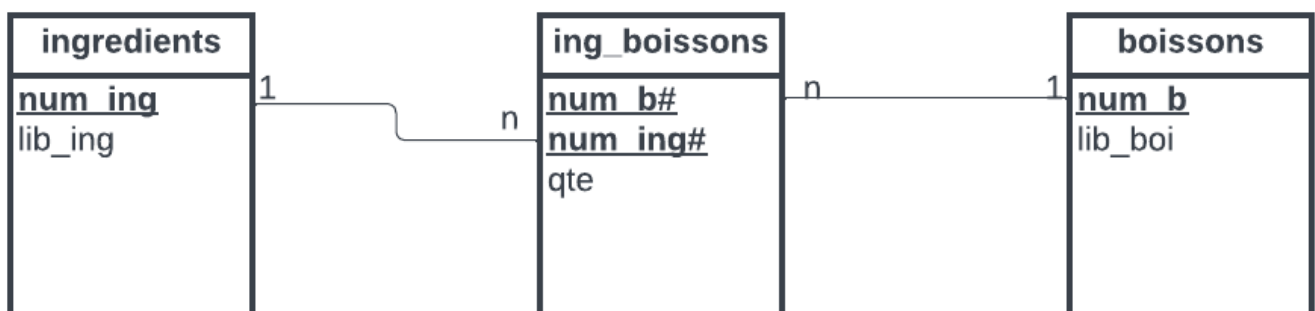 ingredients
num_ing
lib_ing
1
n
ing_boissons
num_b#
num_ing#
qte
n
1
boissons
num_b
lib_boi